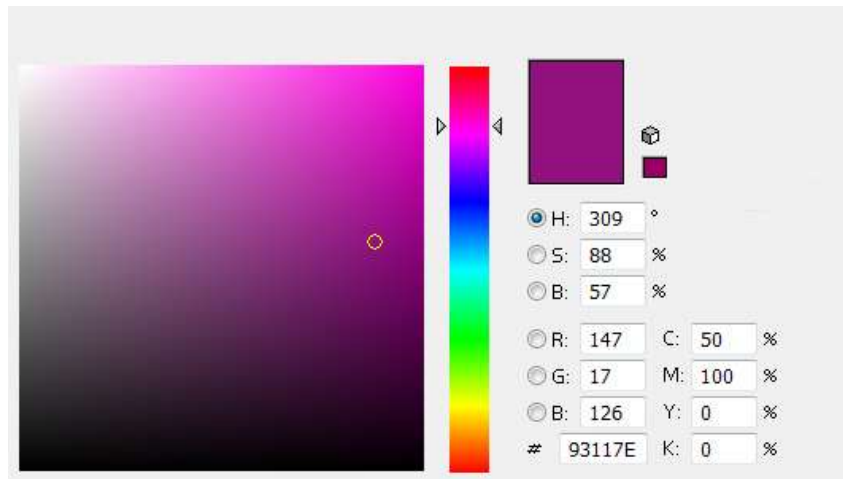 H: 309 °
S: 88 %
B: 57 %
R: 147 C: 50 %
G: 17 M: 100 %
B: 126 Y: 0 %
# 93117E K: 0 %